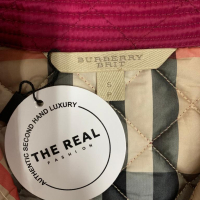 BURBERRY
BRIT
S
P
AUTHENTIC SECOND HAND LUXURY
THE REAL
FASHION